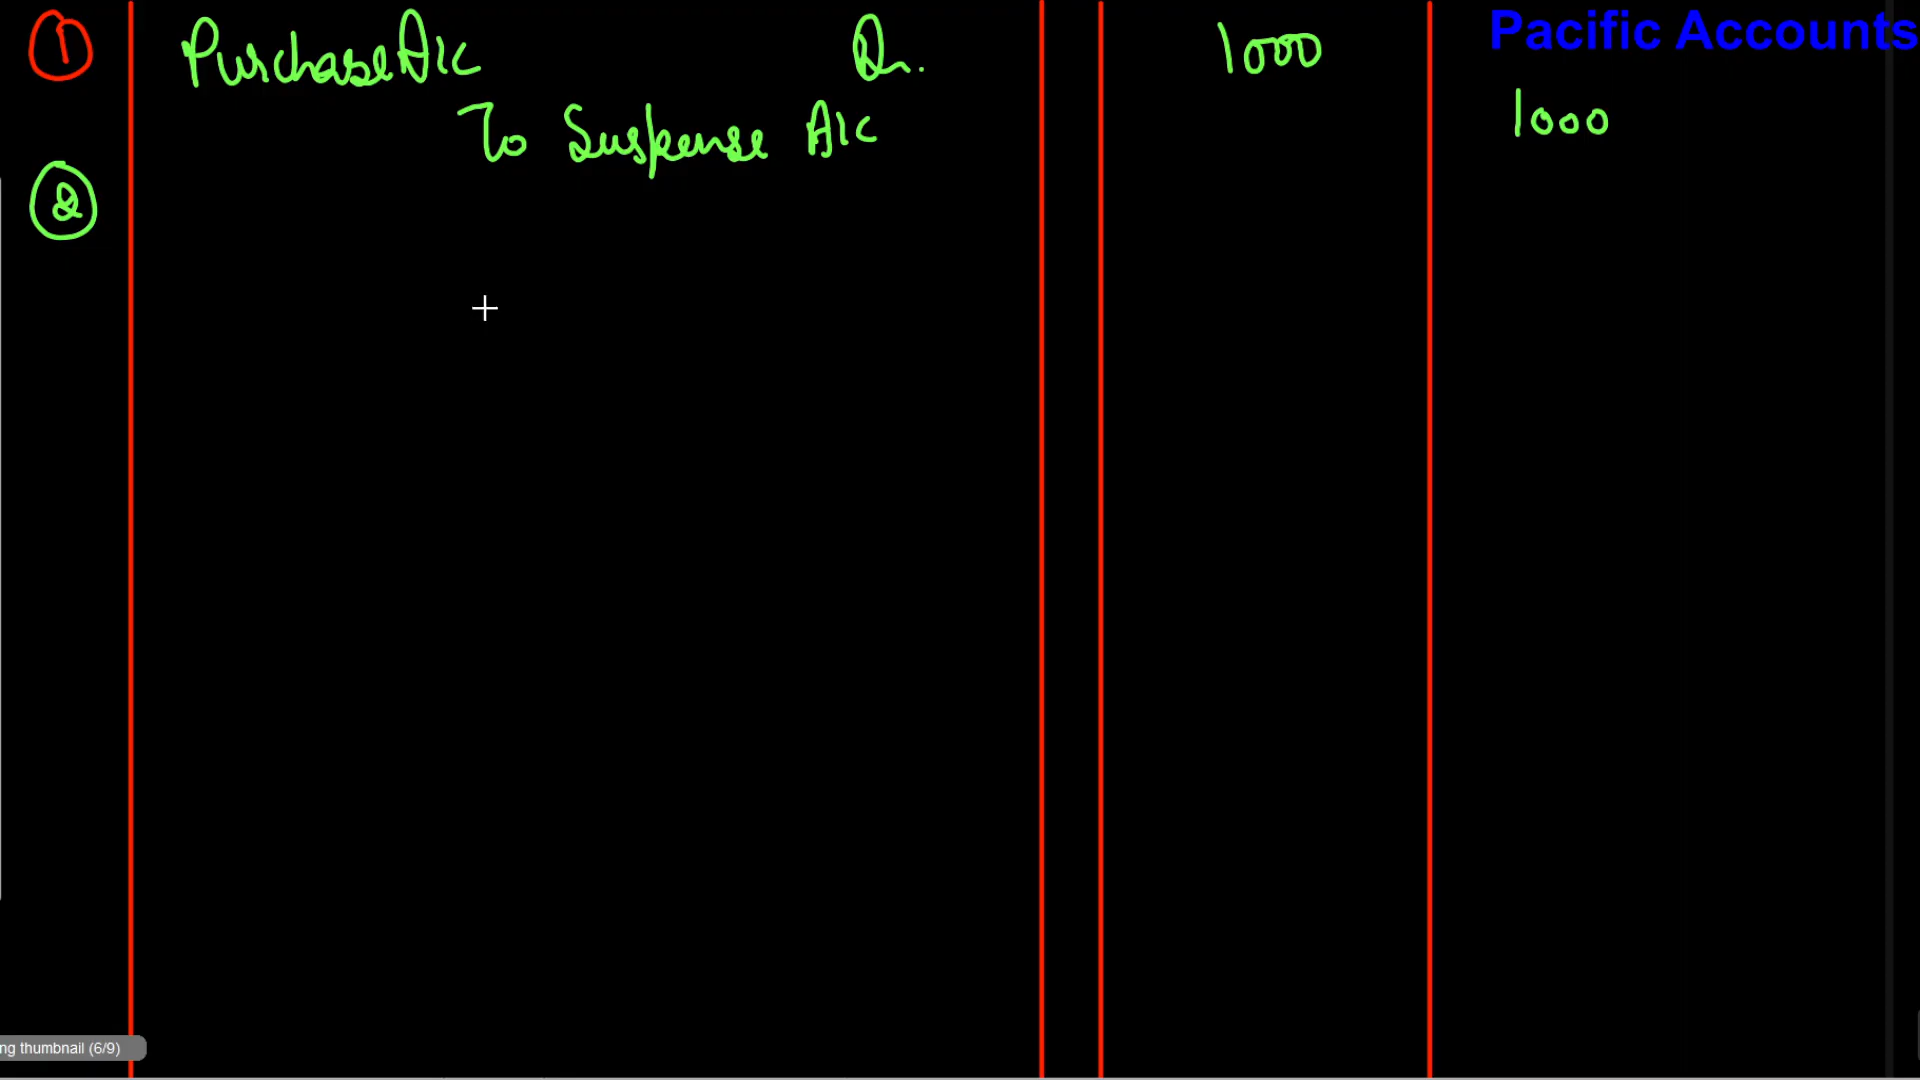 ① Purchase A/c Dr. 1000 Pacific Accounts
To Suspense A/c 1000
②
ng thumbnail (6/9)